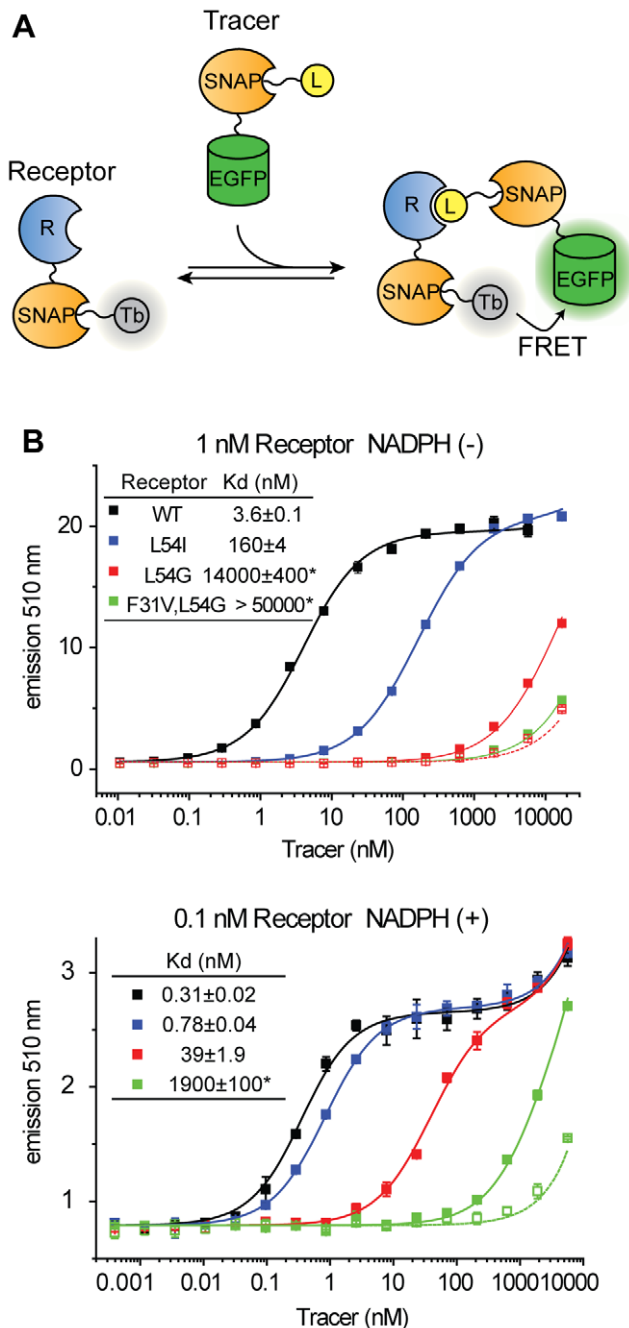 A
Tracer
SNAP
L
EGFP
Receptor
R
SNAP
Tb
R
L
SNAP
SNAP
Tb
EGFP
FRET
B
1 nM Receptor NADPH (-)
Receptor Kd (nM)
WT 3.6±0.1
L54I 160±4
L54G 14000±400*
F31V,L54G > 50000*
emission 510 nm
20
10
0
0.01 0.1 1 10 100 1000 10000
Tracer (nM)
0.1 nM Receptor NADPH (+)
Kd (nM)
0.31±0.02
0.78±0.04
39±1.9
1900±100*
emission 510 nm
3
2
1
0.001 0.01 0.1 1 10 100 1000 10000
Tracer (nM)